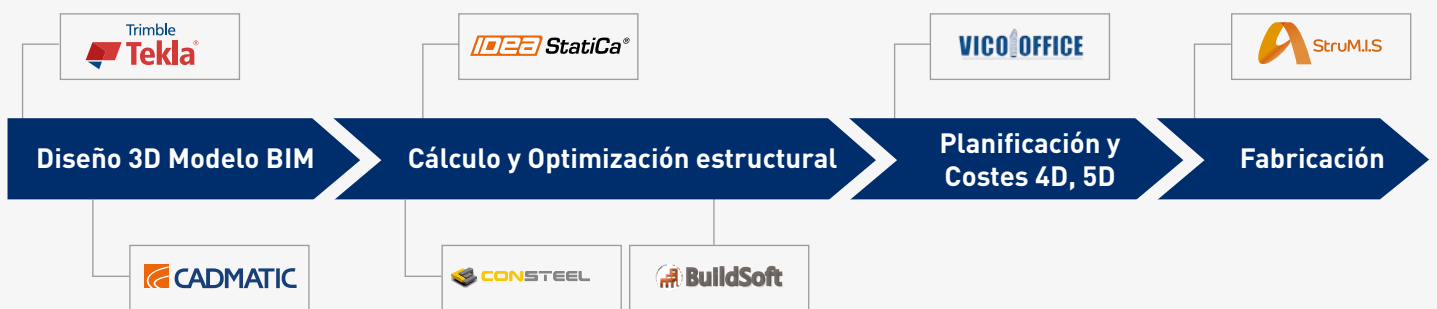 Trimble
Tekla®
IDEA StatiCa®
VICO OFFICE
StruM.I.S
Diseño 3D Modelo BIM
Cálculo y Optimización estructural
Planificación y
Costes 4D, 5D
Fabricación
CADMATIC
CONSTEEL
BuildSoft